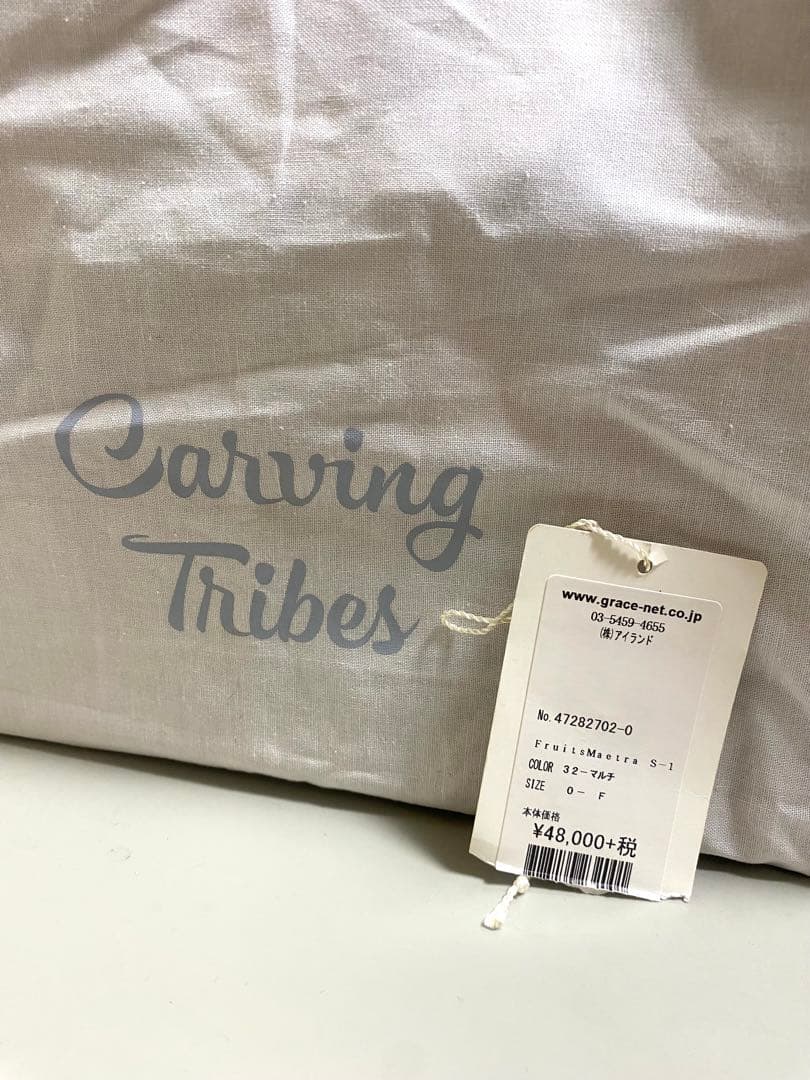 Carving
Tribes
www.grace-net.co.jp
03-5459-4655
(株)アイランド
No.47282702-0
FruitsMaetra S-1
COLOR 32-マルチ
SIZE 0- F
本体価格
¥48,000+税